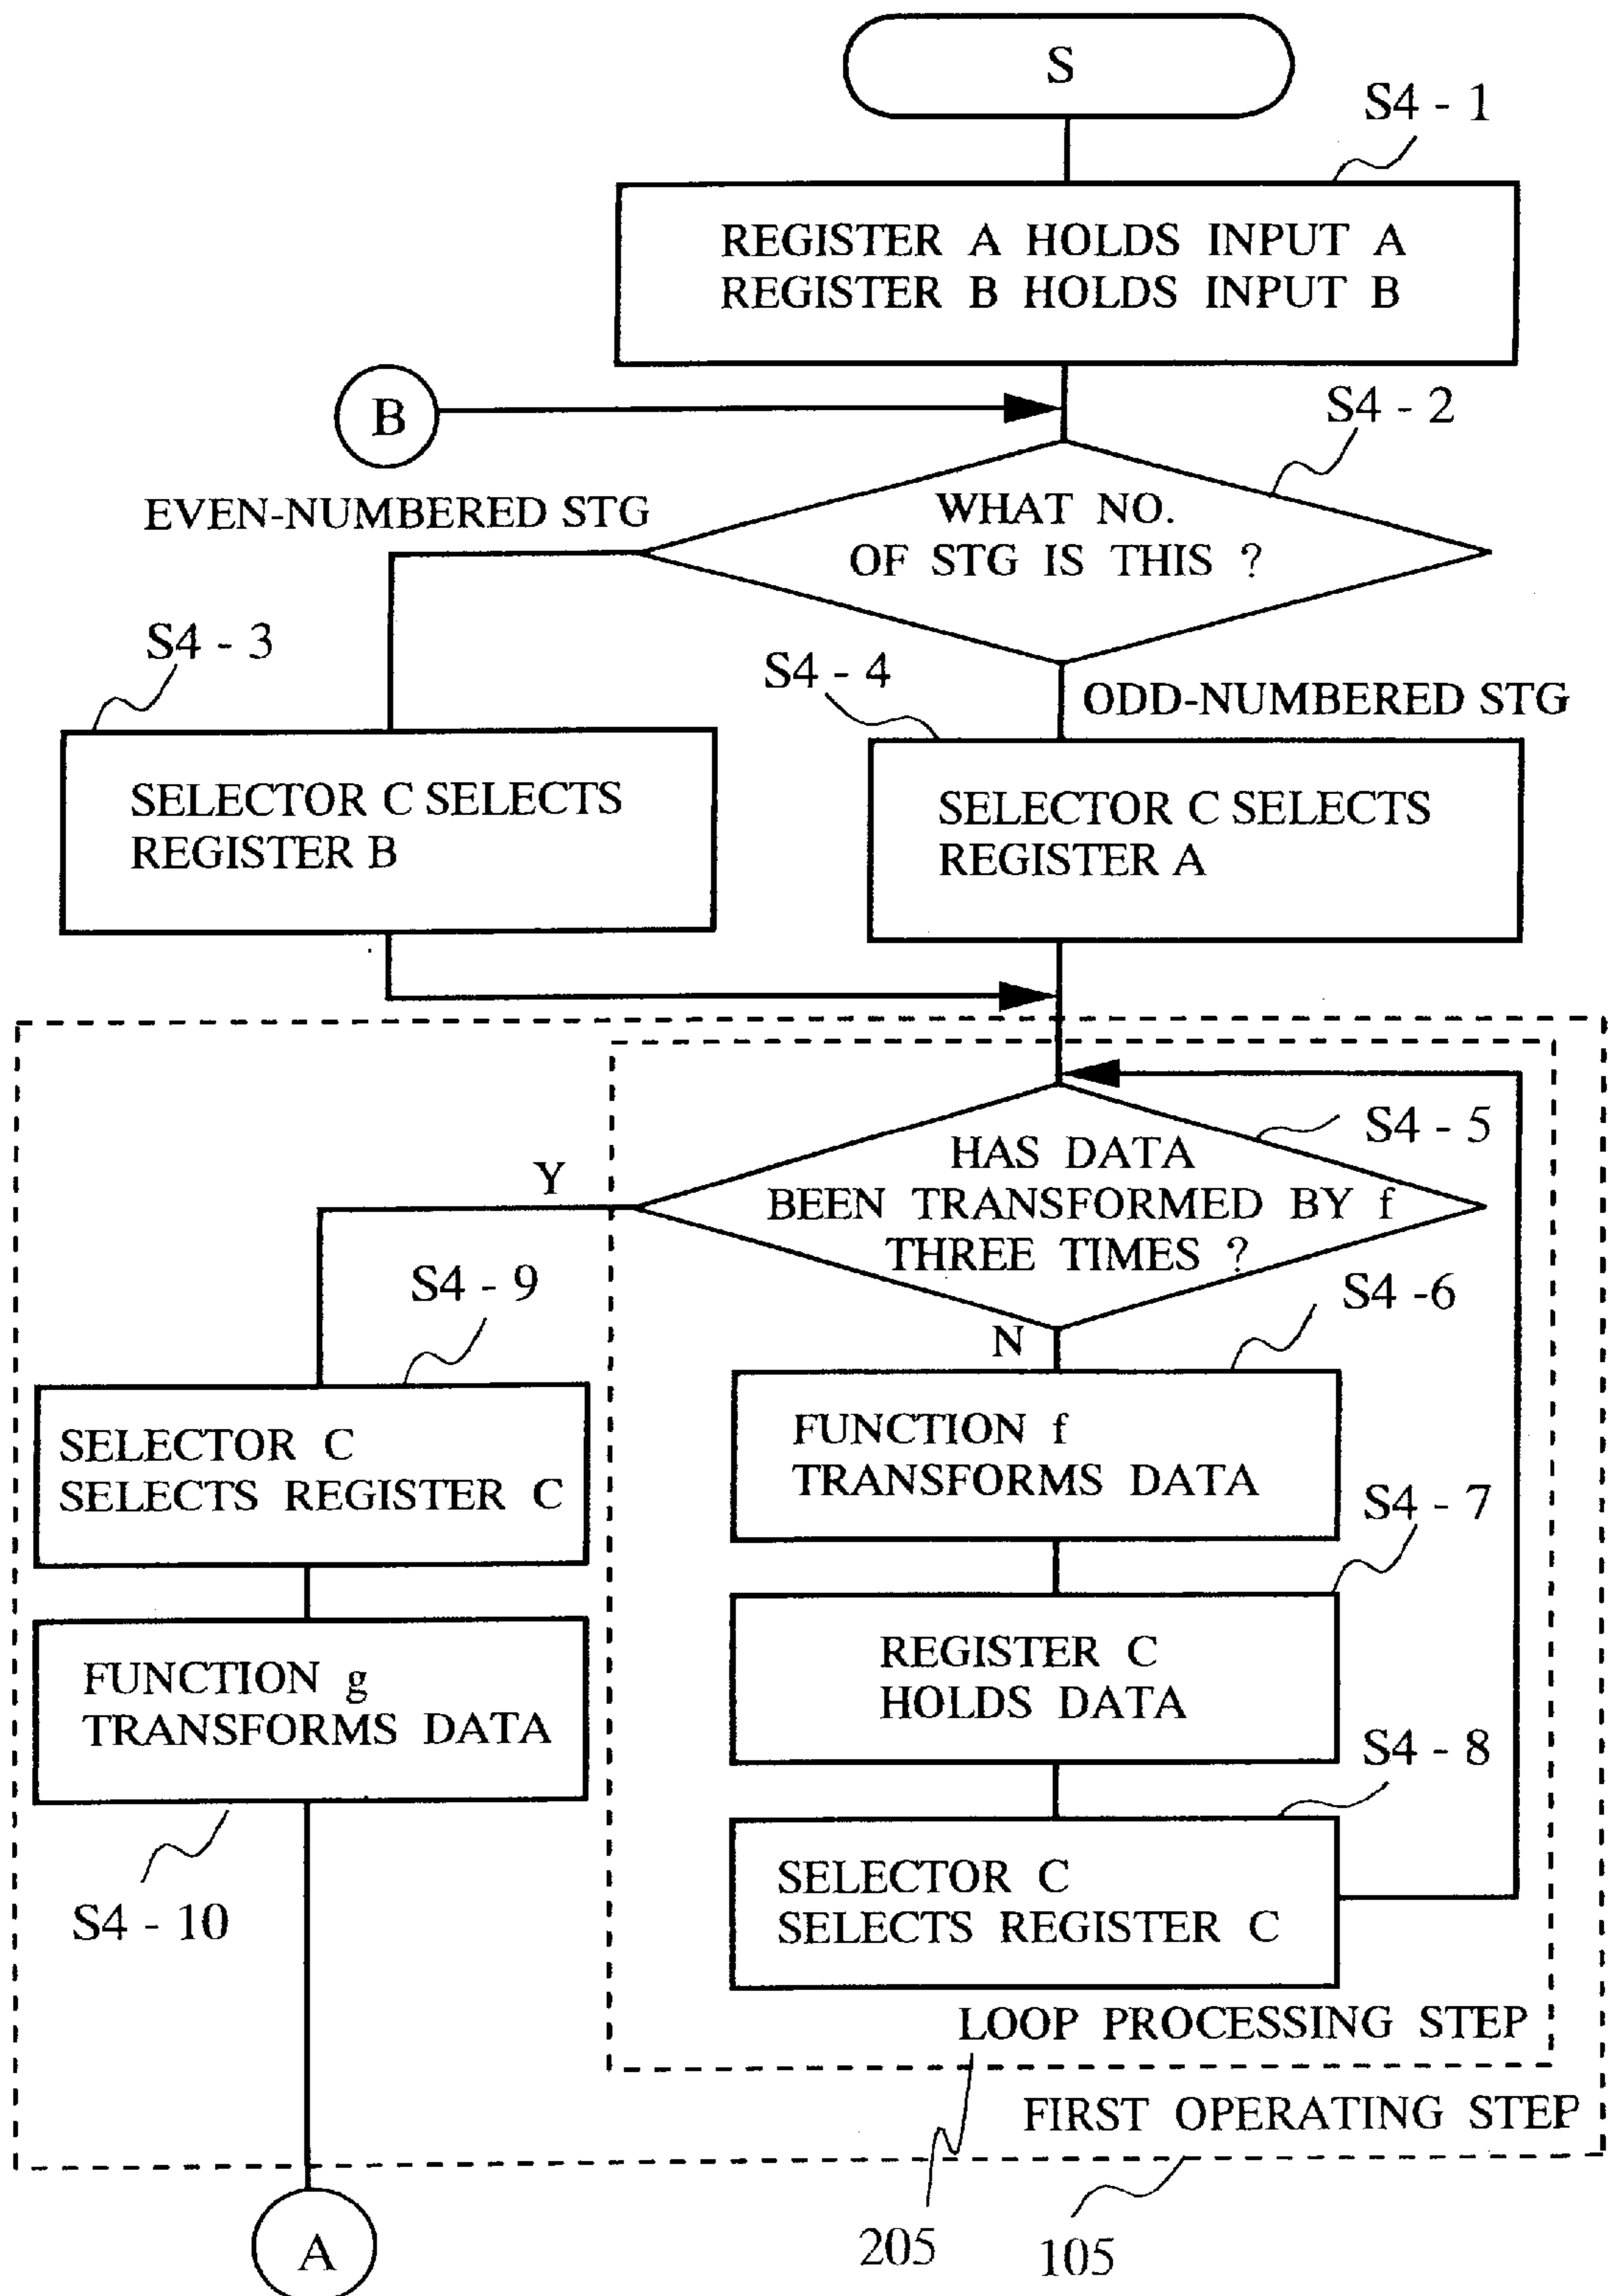 S
S4 - 1
REGISTER A HOLDS INPUT A
REGISTER B HOLDS INPUT B
B
S4 - 2
EVEN-NUMBERED STG
WHAT NO.
OF STG IS THIS ?
S4 - 3
S4 - 4
ODD-NUMBERED STG
SELECTOR C SELECTS
REGISTER B
SELECTOR C SELECTS
REGISTER A
S4 - 5
HAS DATA
BEEN TRANSFORMED BY f
THREE TIMES ?
Y
S4 - 9
S4 -6
N
SELECTOR C
SELECTS REGISTER C
FUNCTION f
TRANSFORMS DATA
S4 - 7
FUNCTION g
TRANSFORMS DATA
REGISTER C
HOLDS DATA
S4 - 8
S4 - 10
SELECTOR C
SELECTS REGISTER C
LOOP PROCESSING STEP
FIRST OPERATING STEP
A
205
105